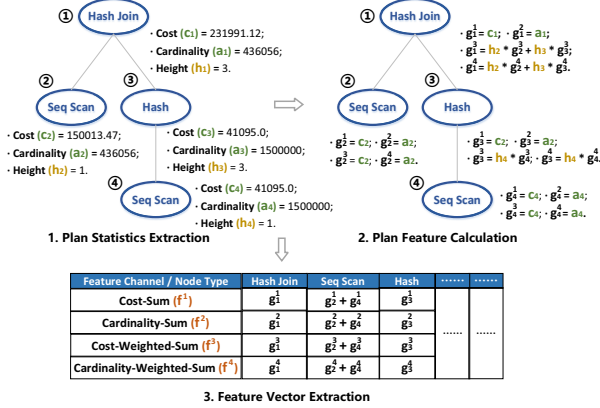 ① Hash Join
· Cost (c₁) = 231991.12;
· Cardinality (a₁) = 436056;
· Height (h₁) = 3.
② Seq Scan
· Cost (c₂) = 150013.47;
· Cardinality (a₂) = 436056;
· Height (h₂) = 1.
③ Hash
· Cost (c₃) = 41095.0;
· Cardinality (a₃) = 1500000;
· Height (h₃) = 3.
④ Seq Scan
· Cost (c₄) = 41095.0;
· Cardinality (a₄) = 1500000;
· Height (h₄) = 1.
1. Plan Statistics Extraction
① Hash Join
· g₁¹ = c₁; · g₁² = a₁;
· g₁³ = h₂ * g₂³ + h₃ * g₃³;
· g₁⁴ = h₂ * g₂⁴ + h₃ * g₃⁴.
② Seq Scan
· g₂¹ = c₂; · g₂² = a₂;
· g₂³ = c₂; · g₂⁴ = a₂.
③ Hash
· g₃¹ = c₂; · g₃² = a₂;
· g₃³ = h₄ * g₄³; · g₃⁴ = h₄ * g₄⁴.
④ Seq Scan
· g₄¹ = c₄; · g₄² = a₄;
· g₄³ = c₄; · g₄⁴ = a₄.
2. Plan Feature Calculation
Feature Channel / Node Type Hash Join Seq Scan Hash ...... ......
Cost-Sum (f¹) g₁¹ g₂¹ + g₄¹ g₃¹
Cardinality-Sum (f²) g₁² g₂² + g₄² g₃²
...... ......
Cost-Weighted-Sum (f³) g₁³ g₂³ + g₄³ g₃³
Cardinality-Weighted-Sum (f⁴) g₁⁴ g₂⁴ + g₄⁴ g₃⁴
3. Feature Vector Extraction